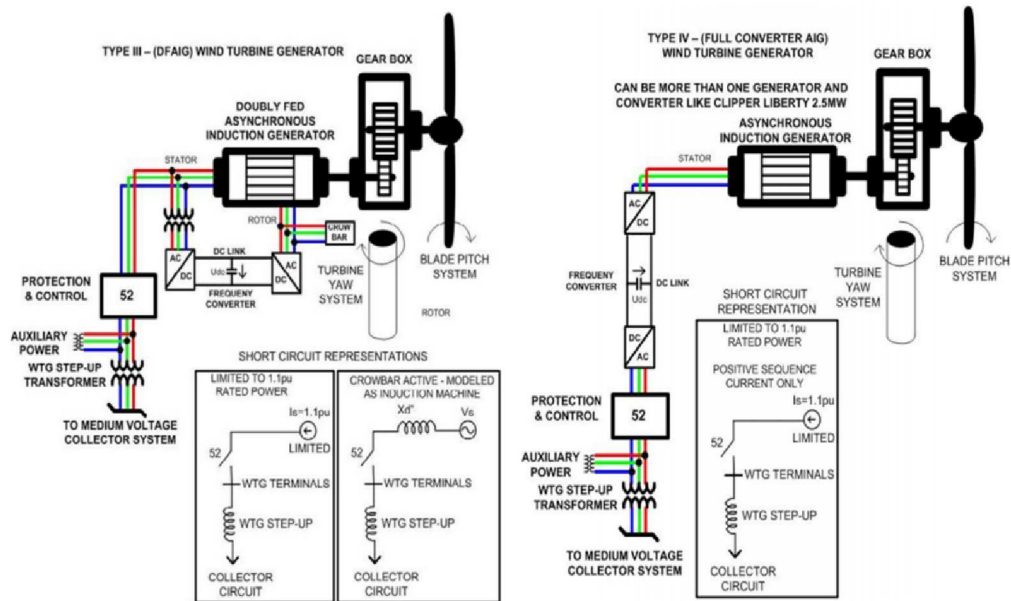 TYPE III – (DFAIG) WIND TURBINE GENERATOR
GEAR BOX
DOUBLY FED
ASYNCHRONOUS
INDUCTION GENERATOR
STATOR
ROTOR
CROW
BAR
AC
DC
DC LINK
Udc
AC
DC
FREQUENY
CONVERTER
TURBINE
YAW
SYSTEM
BLADE PITCH
SYSTEM
PROTECTION
& CONTROL
52
AUXILIARY
POWER
WTG STEP-UP
TRANSFORMER
TO MEDIUM VOLTAGE
COLLECTOR SYSTEM
SHORT CIRCUIT REPRESENTATIONS
LIMITED TO 1.1pu
RATED POWER
Is=1.1pu
LIMITED
52
WTG TERMINALS
WTG STEP-UP
COLLECTOR
CIRCUIT
CROWBAR ACTIVE - MODELED
AS INDUCTION MACHINE
Xd"
Vs
52
WTG TERMINALS
WTG STEP-UP
COLLECTOR
CIRCUIT
TYPE IV – (FULL CONVERTER AIG)
WIND TURBINE GENERATOR
GEAR BOX
CAN BE MORE THAN ONE GENERATOR AND
CONVERTER LIKE CLIPPER LIBERTY 2.5MW
ASYNCHRONOUS
INDUCTION GENERATOR
STATOR
AC
DC
FREQUENY
CONVERTER
DC LINK
Udc
DC
AC
TURBINE
YAW
SYSTEM
BLADE PITCH
SYSTEM
ROTOR
PROTECTION
& CONTROL
52
AUXILIARY
POWER
WTG STEP-UP
TRANSFORMER
TO MEDIUM VOLTAGE
COLLECTOR SYSTEM
SHORT CIRCUIT
REPRESENTATION
LIMITED TO 1.1pu
RATED POWER
POSITIVE SEQUENCE
CURRENT ONLY
Is=1.1pu
LIMITED
52
WTG TERMINALS
WTG STEP-UP
COLLECTOR
CIRCUIT